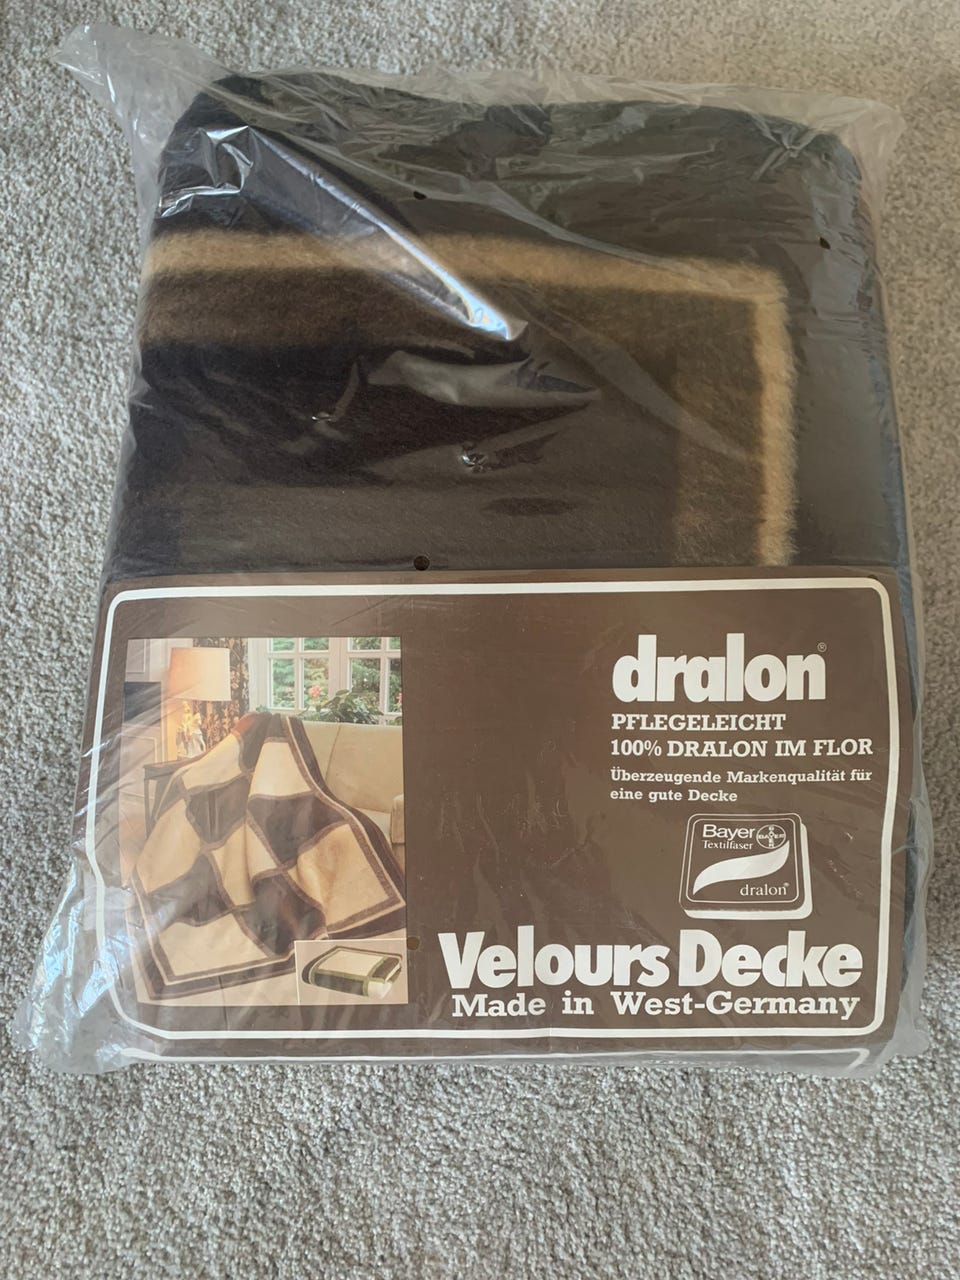 dralon®
PFLEGELEICHT
100% DRALON IM FLOR
Überzeugende Markenqualität für
eine gute Decke
Bayer
Textilfaser
BAYER
dralon®
Velours Decke
Made in West-Germany